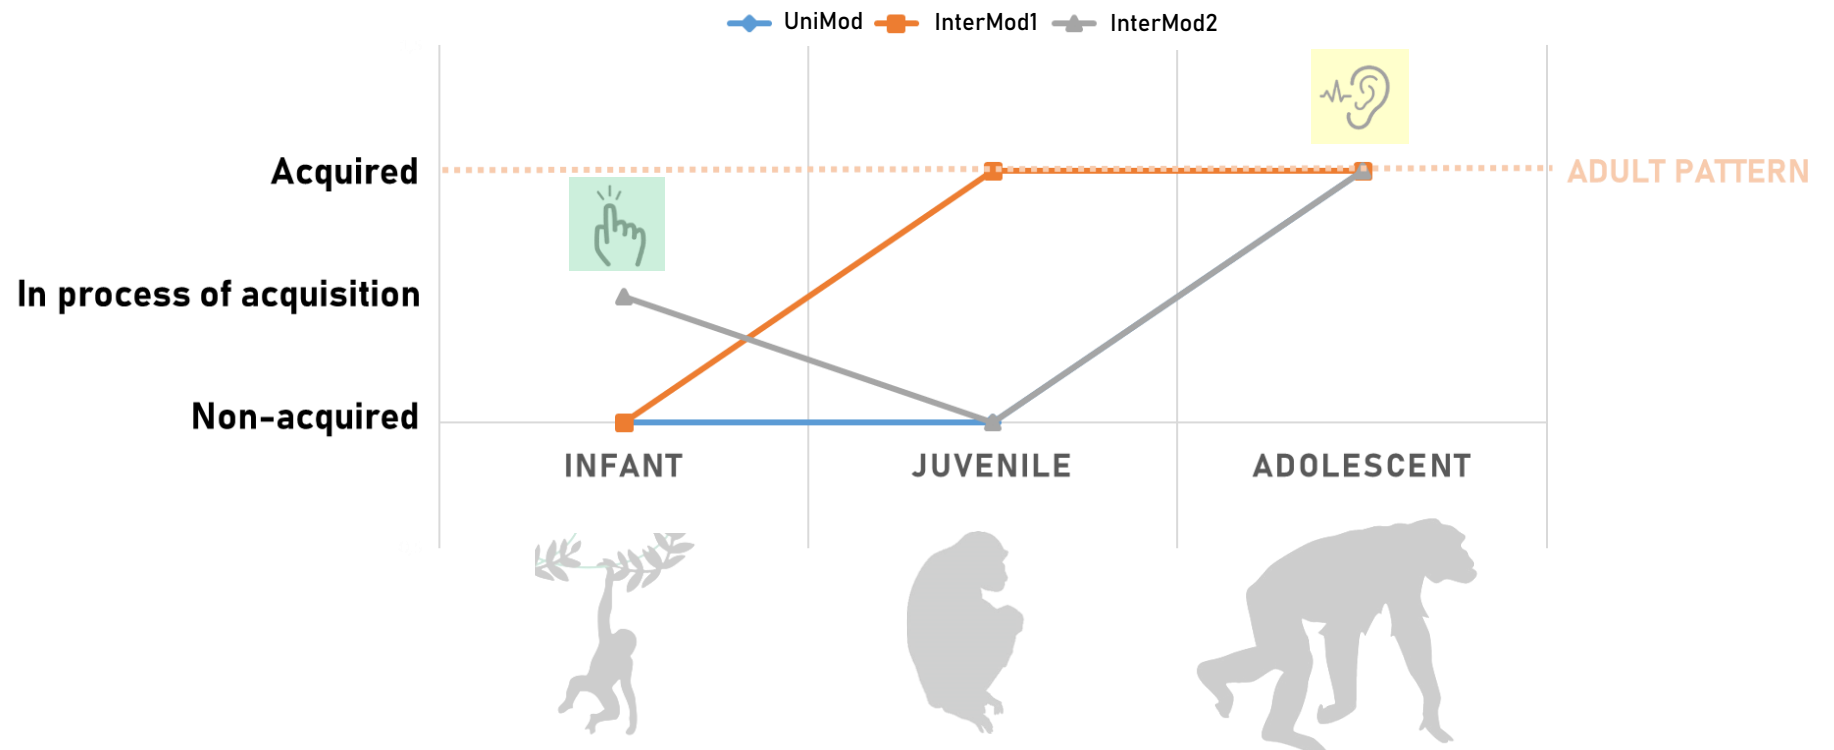 UniMod InterMod1 InterMod2
Acquired
ADULT PATTERN
In process of acquisition
Non-acquired
INFANT JUVENILE ADOLESCENT